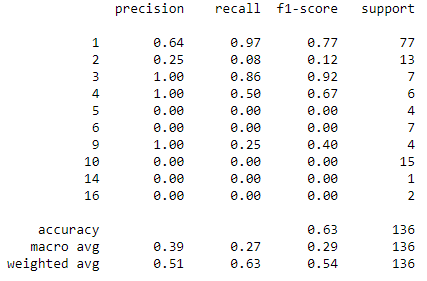 precision recall f1-score support
1 0.64 0.97 0.77 77
2 0.25 0.08 0.12 13
3 1.00 0.86 0.92 7
4 1.00 0.50 0.67 6
5 0.00 0.00 0.00 4
6 0.00 0.00 0.00 7
9 1.00 0.25 0.40 4
10 0.00 0.00 0.00 15
14 0.00 0.00 0.00 1
16 0.00 0.00 0.00 2
accuracy 0.63 136
macro avg 0.39 0.27 0.29 136
weighted avg 0.51 0.63 0.54 136